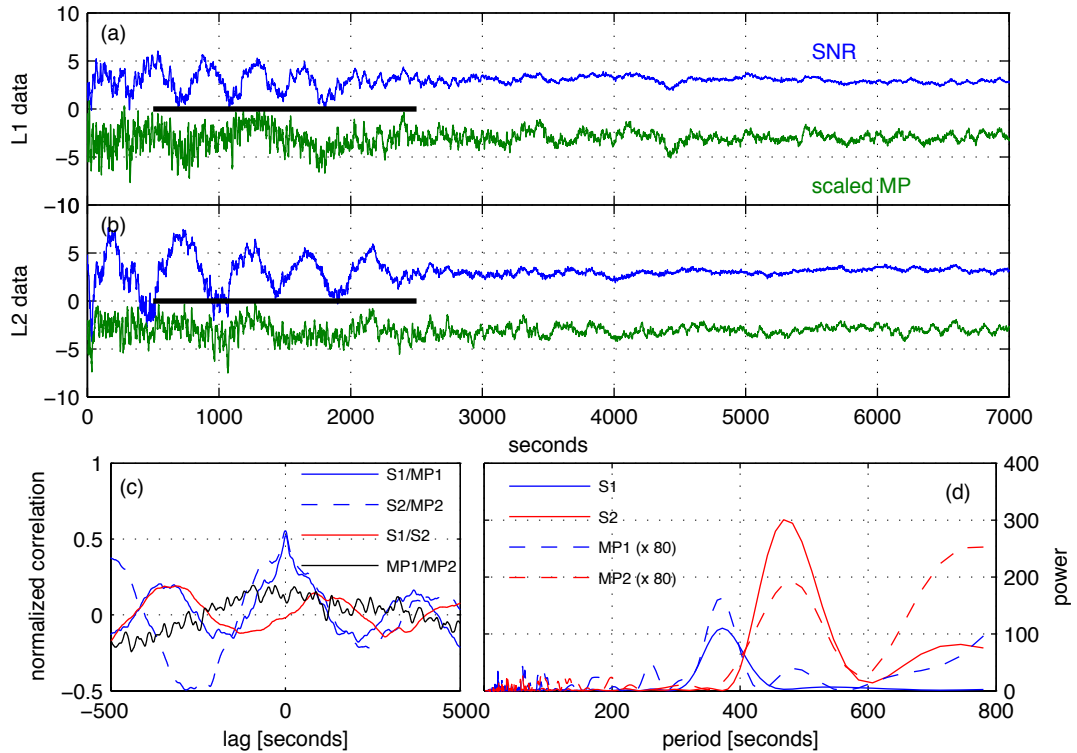 10
(a)
SNR
5
L1 data
0
−5
scaled MP
−10
10
(b)
5
L2 data
0
−5
−10
0 1000 2000 3000 4000 5000 6000 7000
seconds
1
(c)
S1/MP1
S2/MP2
S1/S2
MP1/MP2
0.5
0
−0.5
normalized correlation
−500 0 500
lag [seconds]
(d)
S1
S2
MP1 (x 80)
MP2 (x 80)
400
300
200
100
0
power
0 200 400 600 800
period [seconds]